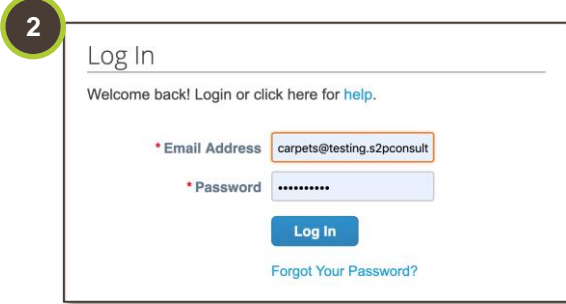 2
Log In
Welcome back! Login or click here for help.
* Email Address carpets@testing.s2pconsult
* Password ••••••••••
Log In
Forgot Your Password?